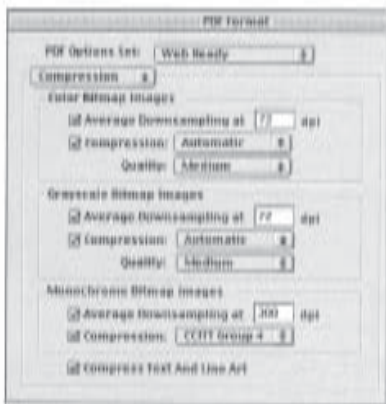 PDF Format
PDF Options Set: Web Ready
Compression
Color Bitmap Images
Average Downsampling at 72 dpi
Compression: Automatic
Quality: Medium
Grayscale Bitmap Images
Average Downsampling at 72 dpi
Compression: Automatic
Quality: Medium
Monochrome Bitmap Images
Average Downsampling at 300 dpi
Compression: CCITT Group 4
Compress Text And Line Art